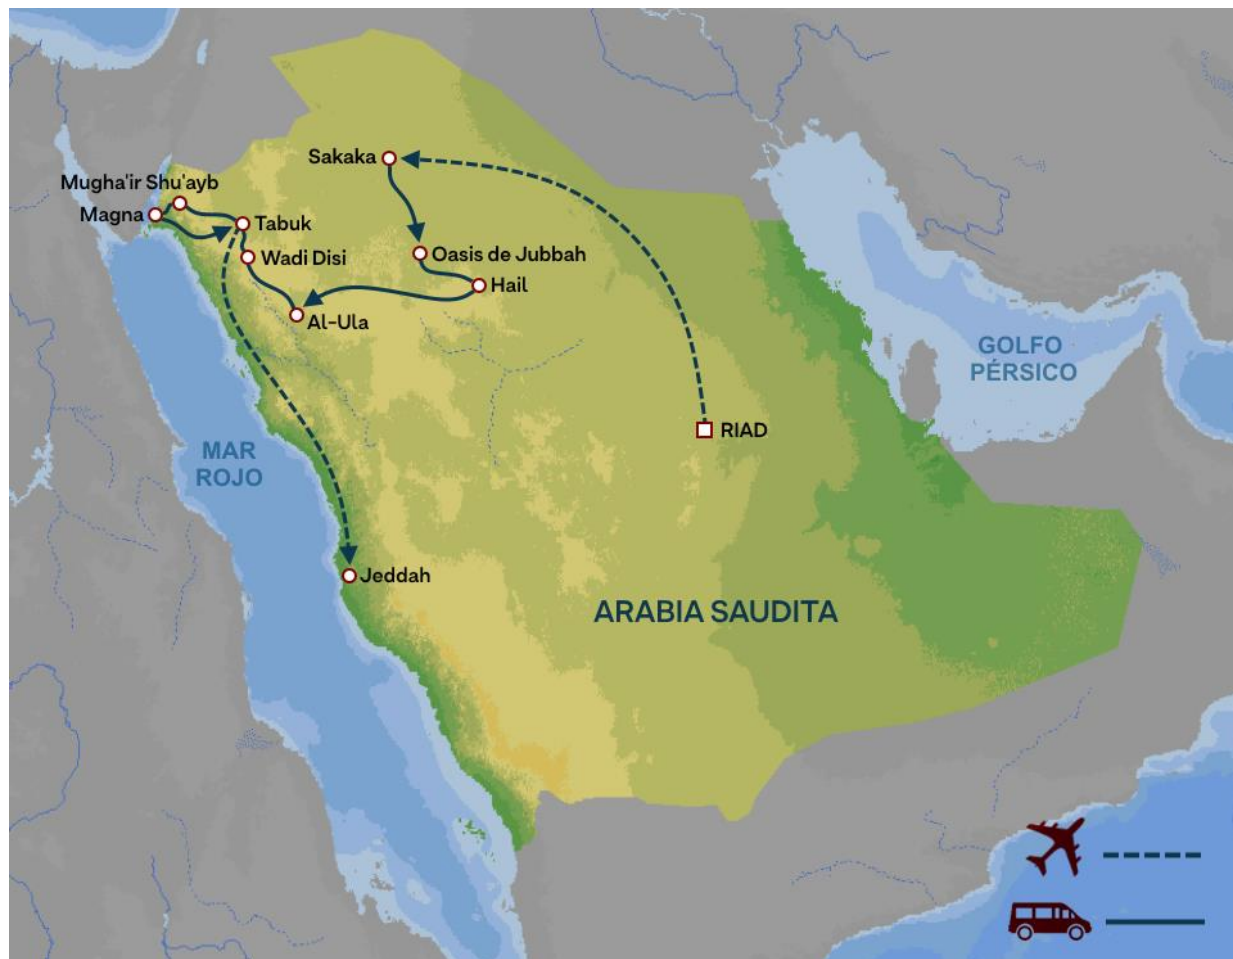 Sakaka
Mugha'ir Shu'ayb
Magna
Tabuk
Wadi Disi
Oasis de Jubbah
Hail
Al-Ula
GOLFO
PÉRSICO
RIAD
MAR
ROJO
Jeddah
ARABIA SAUDITA